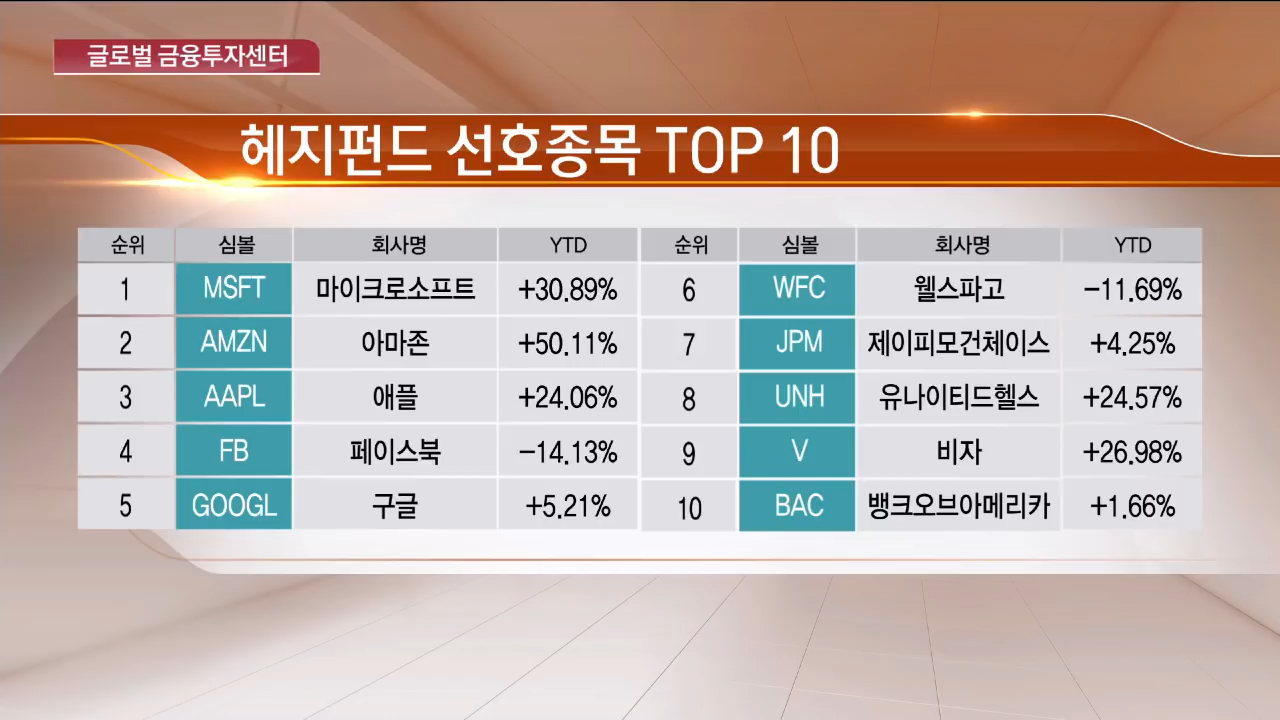 글로벌 금융투자센터
헤지펀드 선호종목 TOP 10
순위 심볼 회사명 YTD 순위 심볼 회사명 YTD
1 MSFT 마이크로소프트 +30.89% 6 WFC 웰스파고 -11.69%
2 AMZN 아마존 +50.11% 7 JPM 제이피모건체이스 +4.25%
3 AAPL 애플 +24.06% 8 UNH 유나이티드헬스 +24.57%
4 FB 페이스북 -14.13% 9 V 비자 +26.98%
5 GOOGL 구글 +5.21% 10 BAC 뱅크오브아메리카 +1.66%